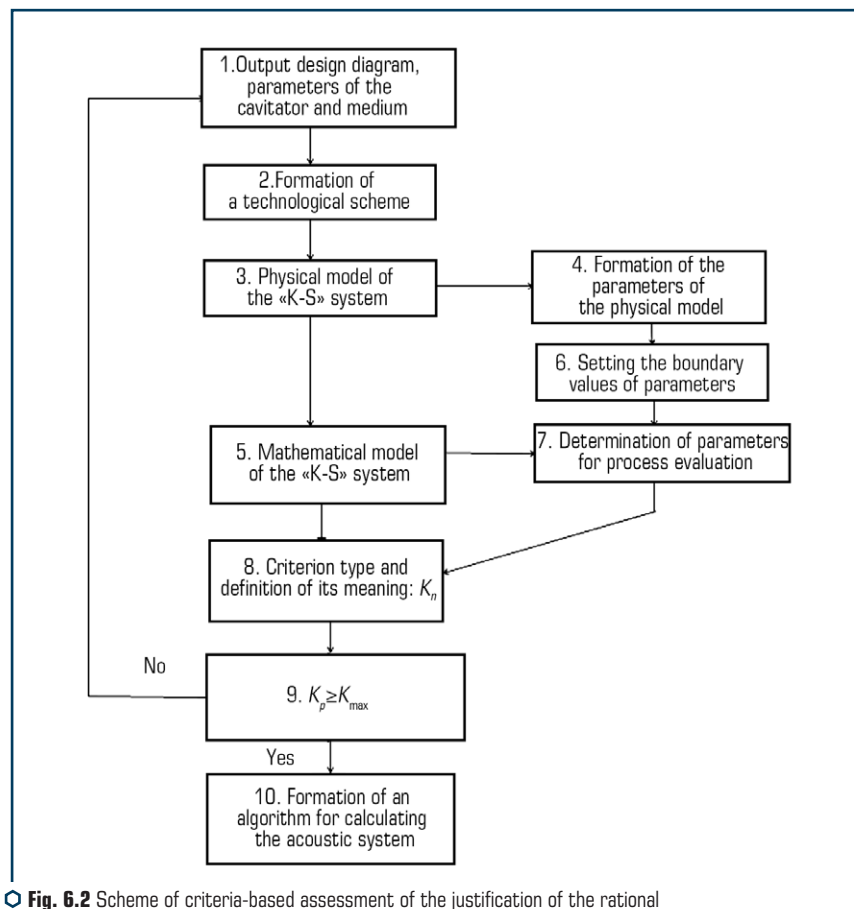 1.Output design diagram,
parameters of the
cavitator and medium
2.Formation of
a technological scheme
3. Physical model of
the «K-S» system
4. Formation of the
parameters of
the physical model
6. Setting the boundary
values of parameters
5. Mathematical model
of the «K-S» system
7. Determination of parameters
for process evaluation
8. Criterion type and
definition of its meaning: Kn
No
9. Kp≥Kmax
Yes
10. Formation of an
algorithm for calculating
the acoustic system
Fig. 6.2 Scheme of criteria-based assessment of the justification of the rational